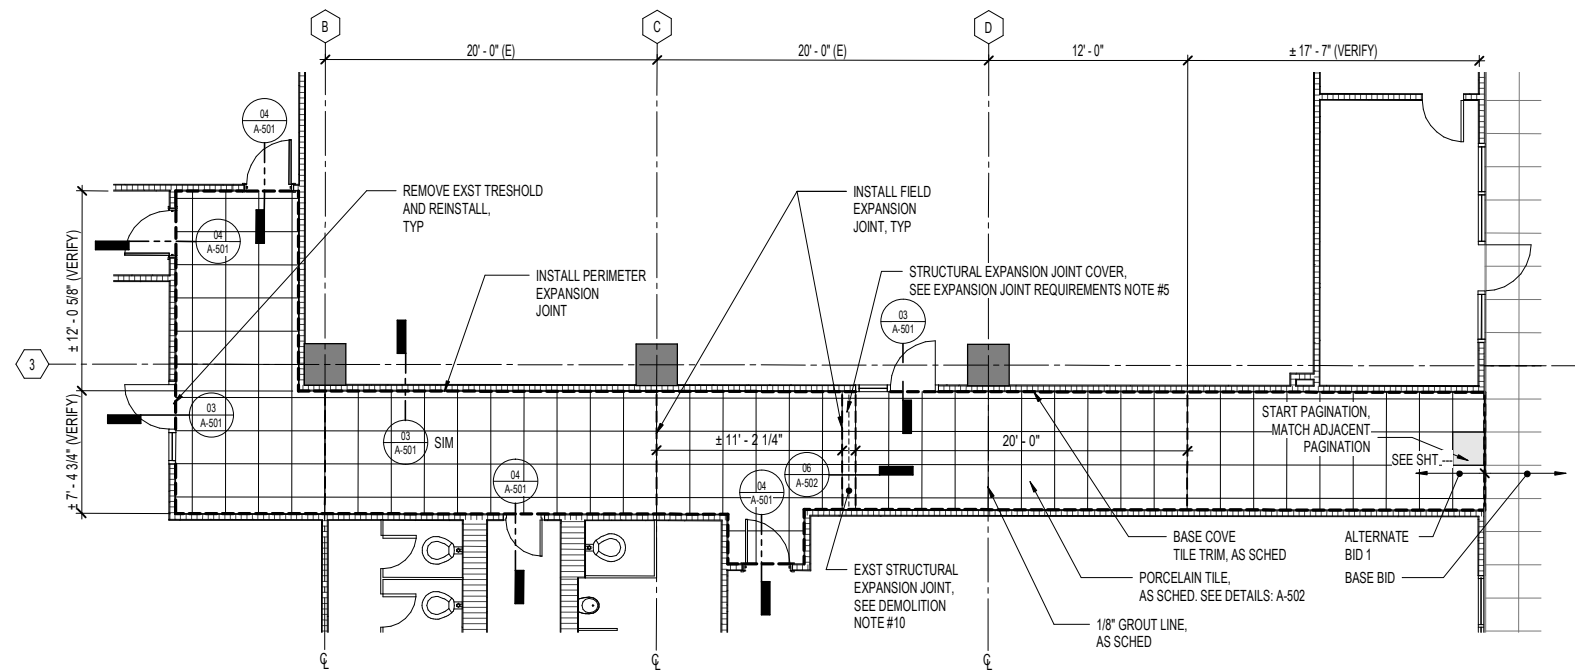 B
C
D
20' - 0" (E)
20' - 0" (E)
12' - 0"
± 17' - 7" (VERIFY)
04
A-501
REMOVE EXST TRESHOLD
AND REINSTALL,
TYP
INSTALL FIELD
EXPANSION
JOINT, TYP
04
A-501
± 12' - 0 5/8" (VERIFY)
INSTALL PERIMETER
EXPANSION
JOINT
STRUCTURAL EXPANSION JOINT COVER,
SEE EXPANSION JOINT REQUIREMENTS NOTE #5
03
A-501
3
03
A-501
03
A-501
SIM
± 7' - 4 3/4" (VERIFY)
± 11' - 2 1/4"
20' - 0"
START PAGINATION,
MATCH ADJACENT
PAGINATION
SEE SHT ---
04
A-501
04
A-501
06
A-502
BASE COVE
TILE TRIM, AS SCHED
ALTERNATE
BID 1
BASE BID
EXST STRUCTURAL
EXPANSION JOINT,
SEE DEMOLITION
NOTE #10
PORCELAIN TILE,
AS SCHED. SEE DETAILS: A-502
1/8" GROUT LINE,
AS SCHED
℄
℄
℄